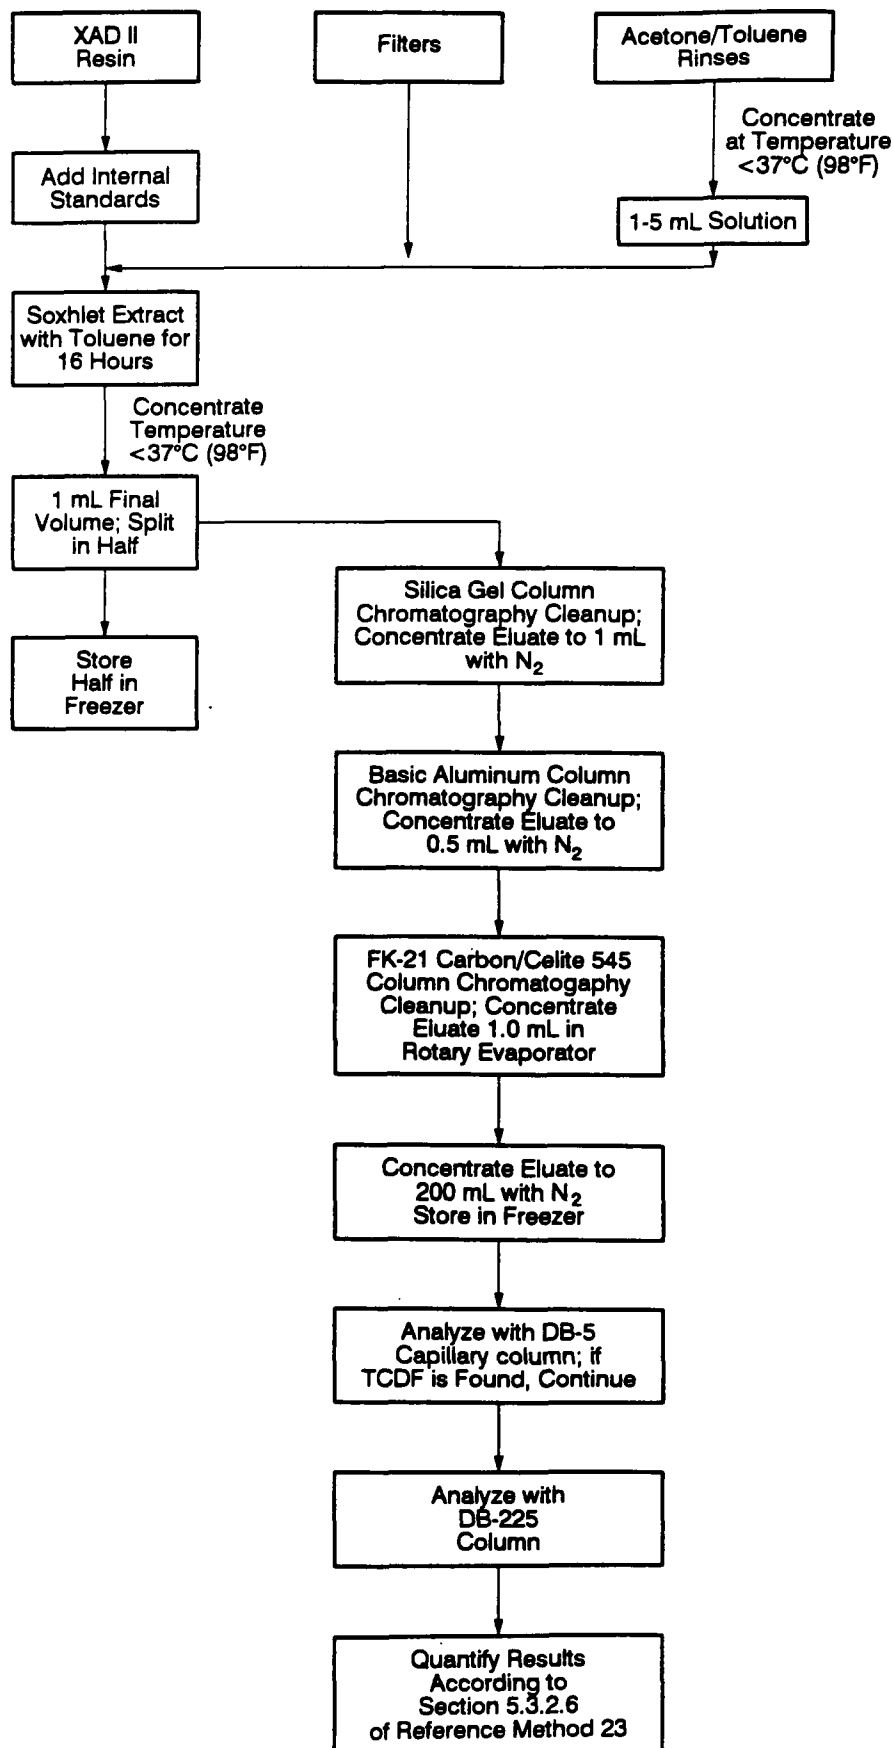 XAD II
Resin
Filters
Acetone/Toluene
Rinses
Concentrate
at Temperature
<37°C (98°F)
Add Internal
Standards
1-5 mL Solution
Soxhlet Extract
with Toluene for
16 Hours
Concentrate
Temperature
<37°C (98°F)
1 mL Final
Volume; Split
in Half
Store
Half in
Freezer
Silica Gel Column
Chromatography Cleanup;
Concentrate Eluate to 1 mL
with N₂
Basic Aluminum Column
Chromatography Cleanup;
Concentrate Eluate to
0.5 mL with N₂
FK-21 Carbon/Celite 545
Column Chromatogaphy
Cleanup; Concentrate
Eluate 1.0 mL in
Rotary Evaporator
Concentrate Eluate to
200 mL with N₂
Store in Freezer
Analyze with DB-5
Capillary column; if
TCDF is Found, Continue
Analyze with
DB-225
Column
Quantify Results
According to
Section 5.3.2.6
of Reference Method 23